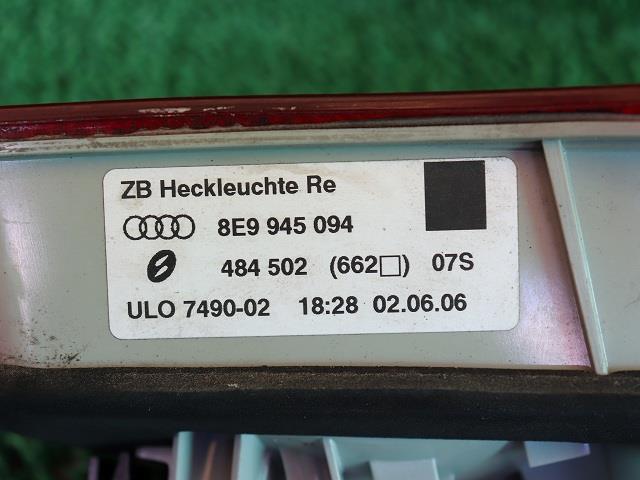 ZB Heckleuchte Re
8E9 945 094
484 502 (662□) 07S
ULO 7490-02 18:28 02.06.06